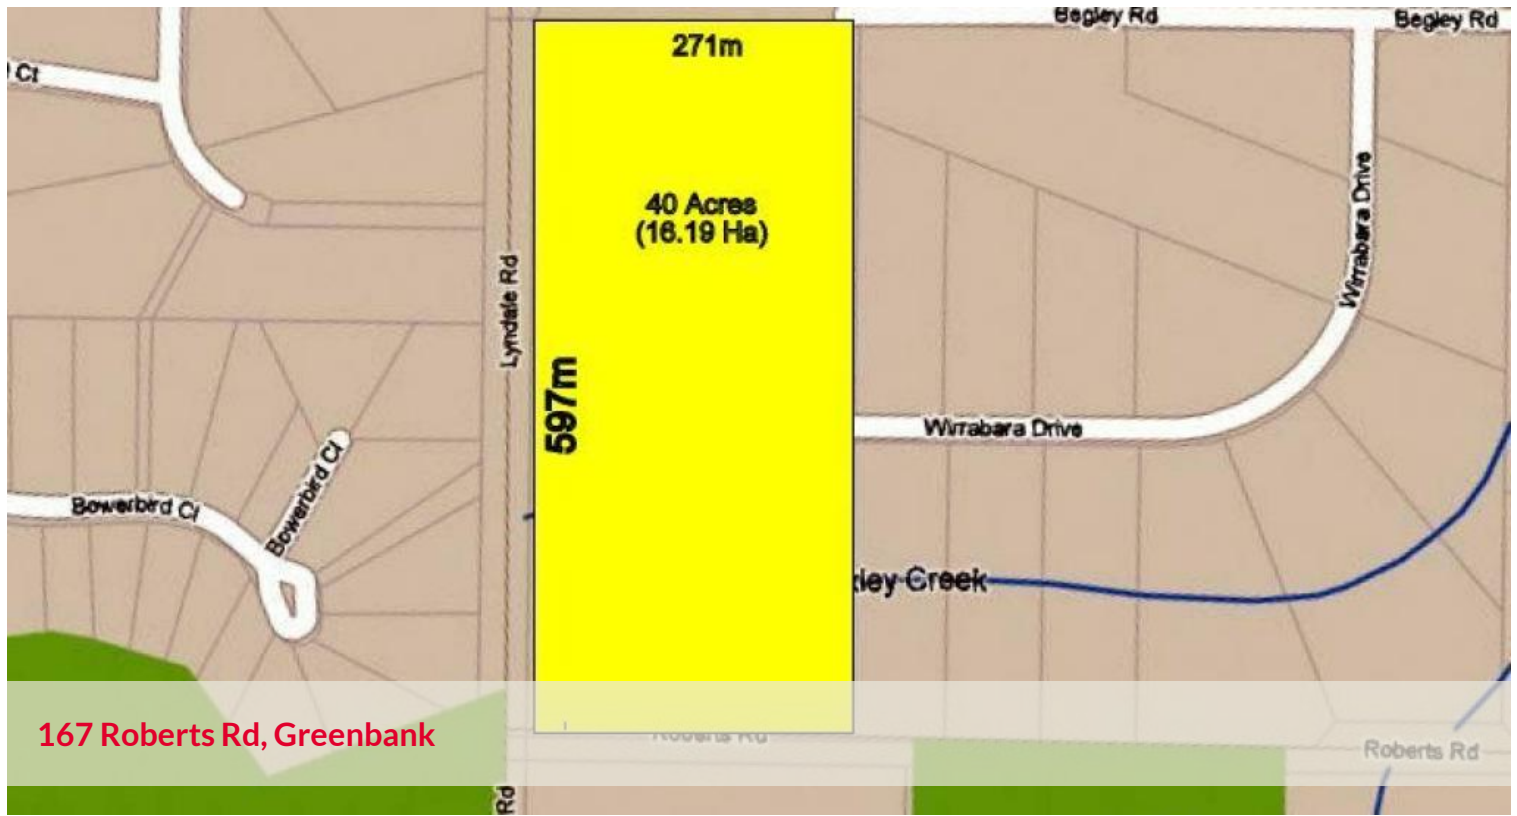 Begley Rd
Begley Rd
271m
Ct
40 Acres
(16.19 Ha)
Wirrabara Drive
Lyndale Rd
597m
Wirrabara Drive
Bowerbird Ct
Bowerbird Ct
Creek
167 Roberts Rd, Greenbank
Roberts Rd
Roberts Rd
Rd